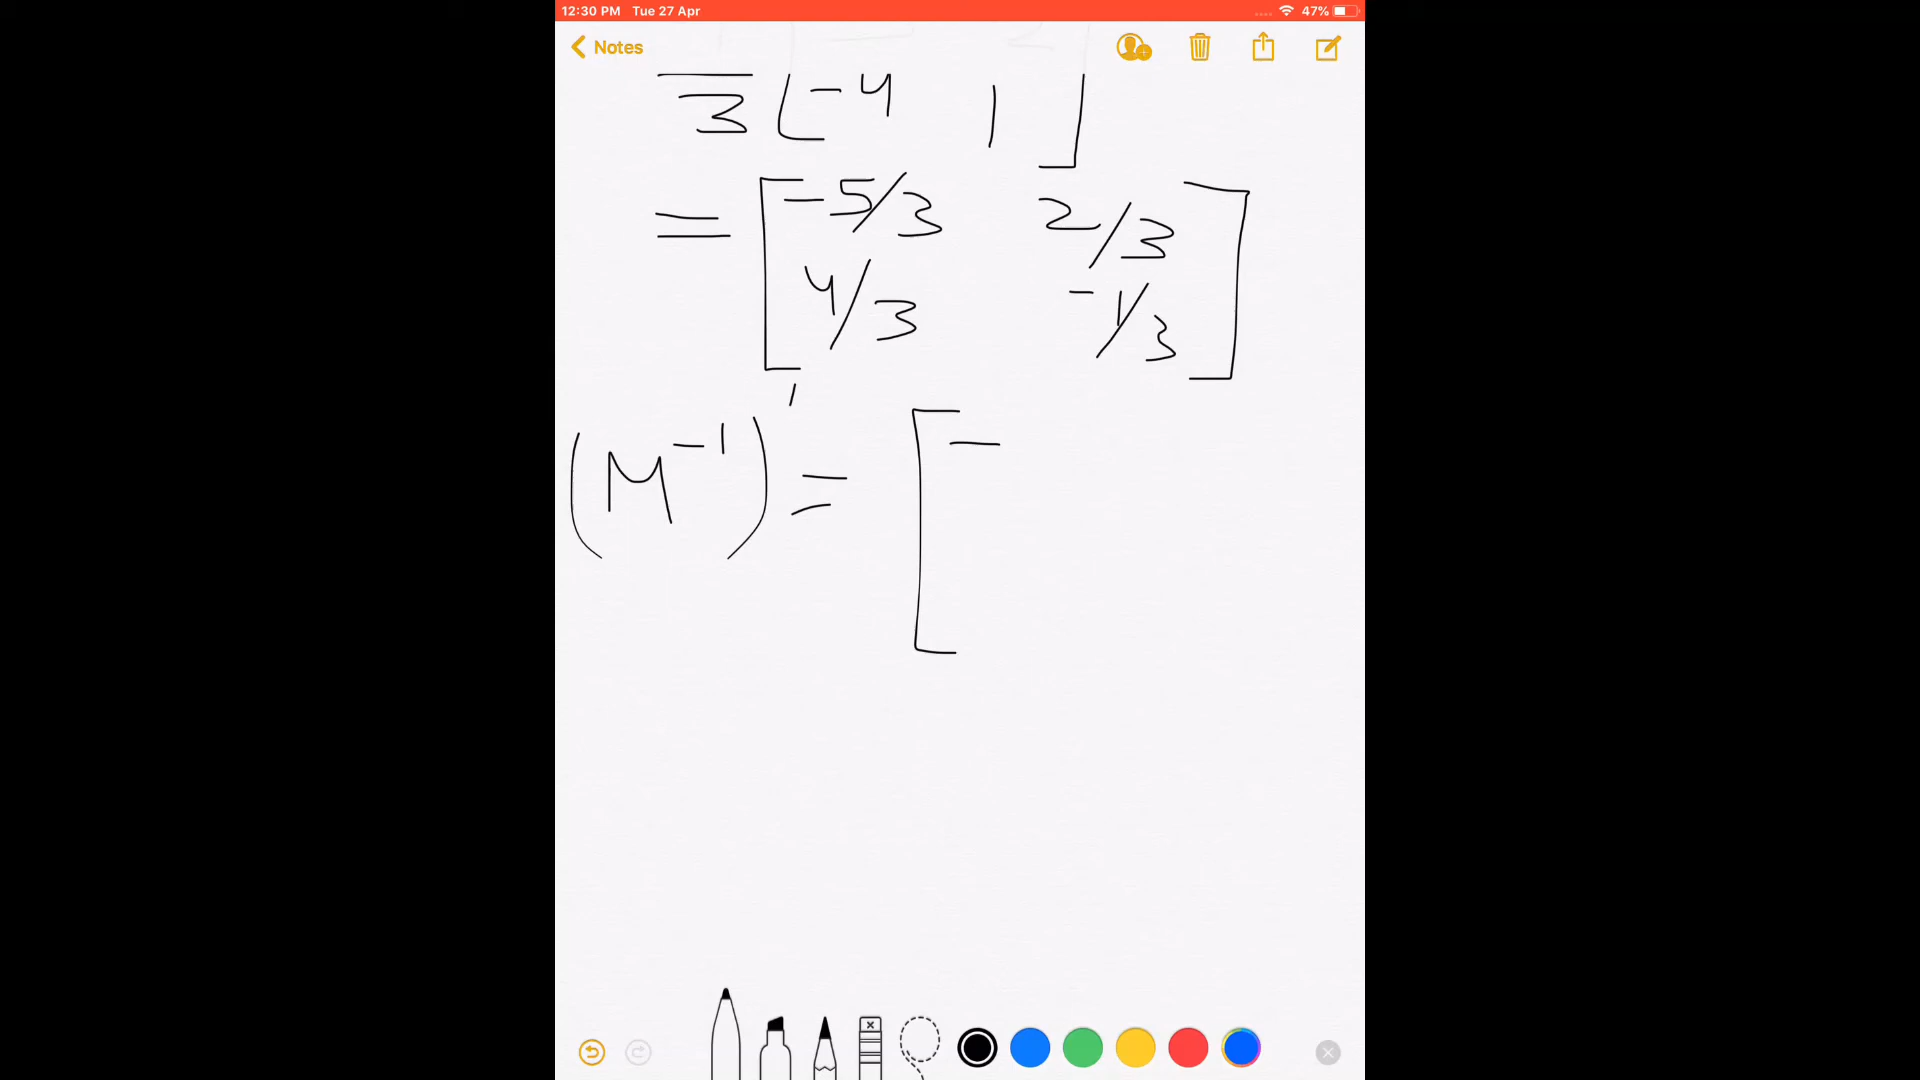 12:30 PM Tue 27 Apr 47%
Notes
3 [ -4 1 ]
= [ -5/3 2/3
4/3 -1/3 ]
(M⁻¹)' = [ -